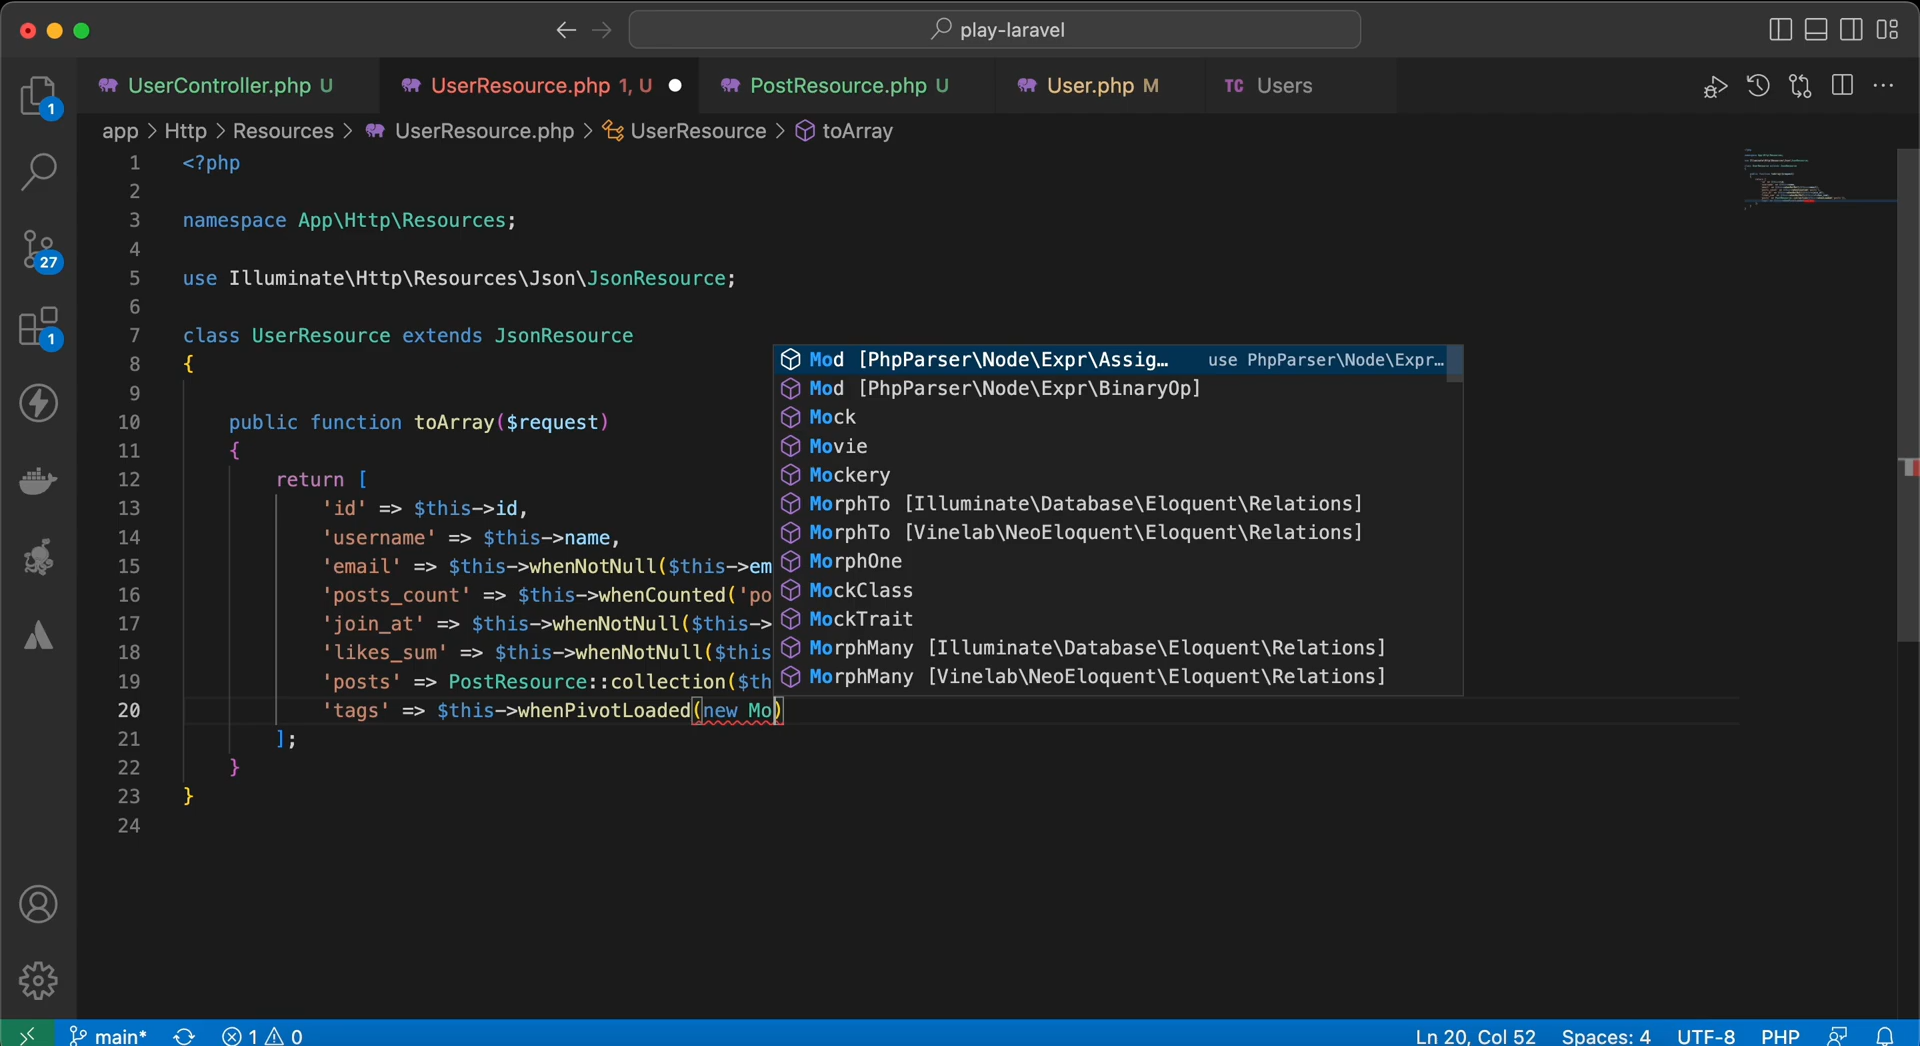 play-laravel
UserController.php U
UserResource.php 1, U
PostResource.php U
User.php M
TC Users
1
app > Http > Resources > UserResource.php > UserResource > toArray
1 <?php
2
3 namespace App\Http\Resources;
4
5 use Illuminate\Http\Resources\Json\JsonResource;
6
7 class UserResource extends JsonResource
8 {
9
10 public function toArray($request)
11 {
12 return [
13 'id' => $this->id,
14 'username' => $this->name,
15 'email' => $this->whenNotNull($this->em
16 'posts_count' => $this->whenCounted('po
17 'join_at' => $this->whenNotNull($this->
18 'likes_sum' => $this->whenNotNull($this
19 'posts' => PostResource::collection($th
20 'tags' => $this->whenPivotLoaded(new Mo)
21 ];
22 }
23 }
24
Mod [PhpParser\Node\Expr\Assig… use PhpParser\Node\Expr…
Mod [PhpParser\Node\Expr\BinaryOp]
Mock
Movie
Mockery
MorphTo [Illuminate\Database\Eloquent\Relations]
MorphTo [Vinelab\NeoEloquent\Eloquent\Relations]
MorphOne
MockClass
MockTrait
MorphMany [Illuminate\Database\Eloquent\Relations]
MorphMany [Vinelab\NeoEloquent\Eloquent\Relations]
27
1
main* 1 0
Ln 20, Col 52 Spaces: 4 UTF-8 PHP